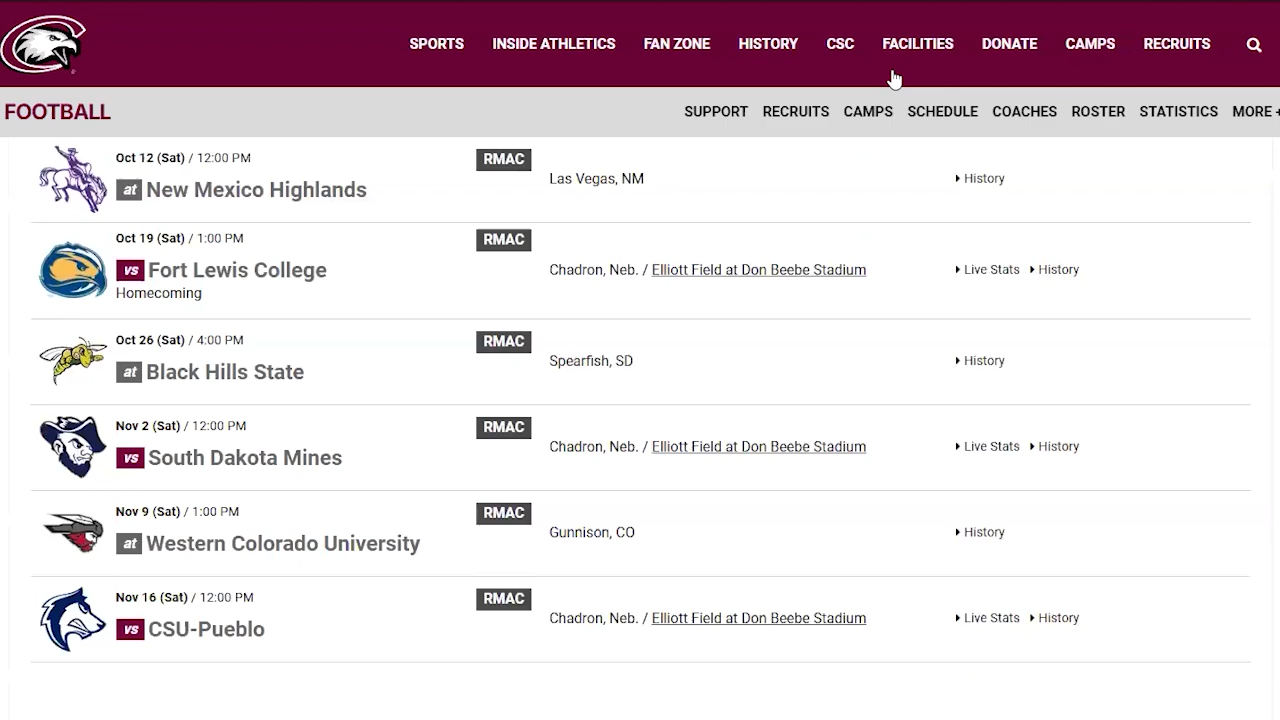 SPORTS INSIDE ATHLETICS FAN ZONE HISTORY CSC FACILITIES DONATE CAMPS RECRUITS
FOOTBALL SUPPORT RECRUITS CAMPS SCHEDULE COACHES ROSTER STATISTICS MORE +
Oct 12 (Sat) / 12:00 PM RMAC
at New Mexico Highlands Las Vegas, NM History
Oct 19 (Sat) / 1:00 PM RMAC
vs Fort Lewis College Chadron, Neb. / Elliott Field at Don Beebe Stadium Live Stats History
Homecoming
Oct 26 (Sat) / 4:00 PM RMAC
at Black Hills State Spearfish, SD History
Nov 2 (Sat) / 12:00 PM RMAC
vs South Dakota Mines Chadron, Neb. / Elliott Field at Don Beebe Stadium Live Stats History
Nov 9 (Sat) / 1:00 PM RMAC
at Western Colorado University Gunnison, CO History
Nov 16 (Sat) / 12:00 PM RMAC
vs CSU-Pueblo Chadron, Neb. / Elliott Field at Don Beebe Stadium Live Stats History